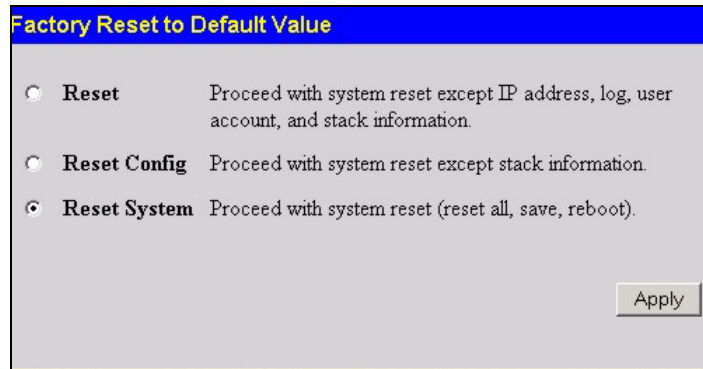 Factory Reset to Default Value
Reset Proceed with system reset except IP address, log, user
account, and stack information.
Reset Config Proceed with system reset except stack information.
Reset System Proceed with system reset (reset all, save, reboot).
Apply